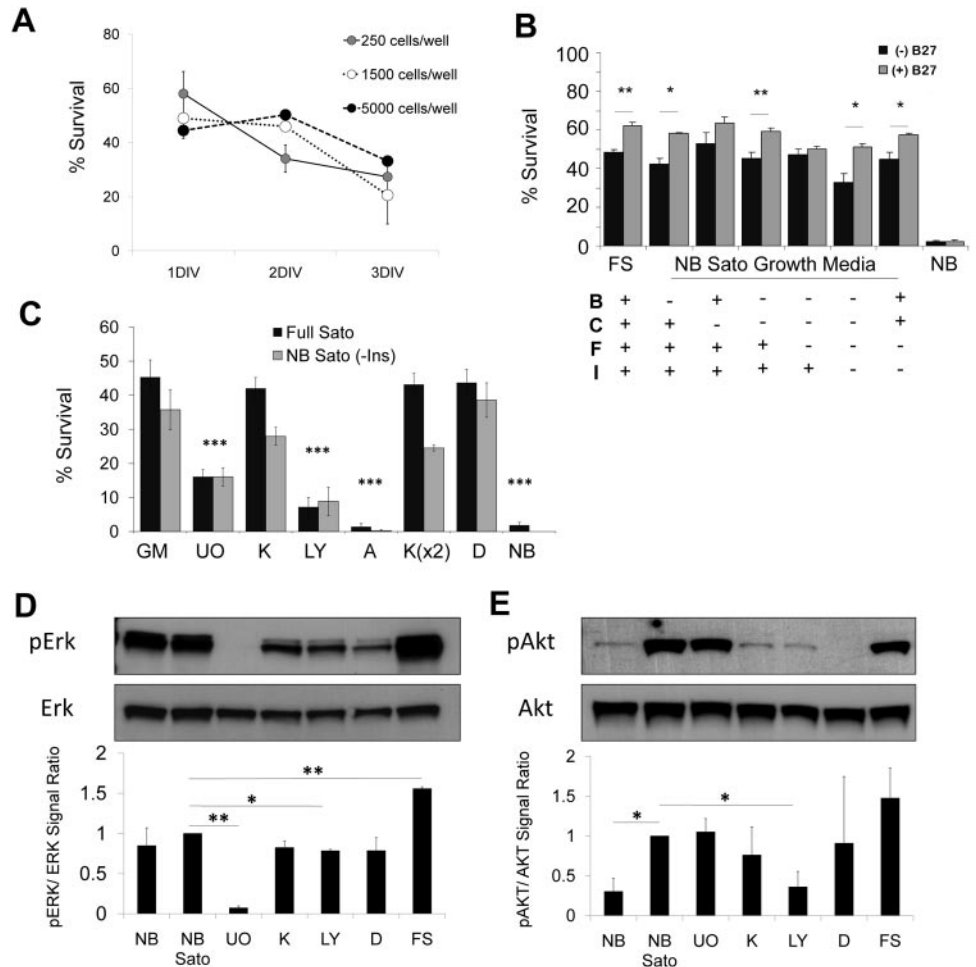 A
% Survival
80
60
40
20
0
250 cells/well
1500 cells/well
5000 cells/well
1DIV 2DIV 3DIV
B
% Survival
100
80
60
40
20
0
(-) B27
(+) B27
** * ** * *
FS NB Sato Growth Media NB
B + - + - - - +
C + + - - - - +
F + + + + - - -
I + + + + + - -
C
% Survival
60
50
40
30
20
10
0
Full Sato
NB Sato (-Ins)
*** *** *** ***
GM UO K LY A K(x2) D NB
D
pErk
Erk
pERK/ ERK Signal Ratio
2
1.5
1
0.5
0
**
*
**
NB NB Sato UO K LY D FS
E
pAkt
Akt
pAKT/ AKT Signal Ratio
2
1.5
1
0.5
0
* *
NB NB Sato UO K LY D FS